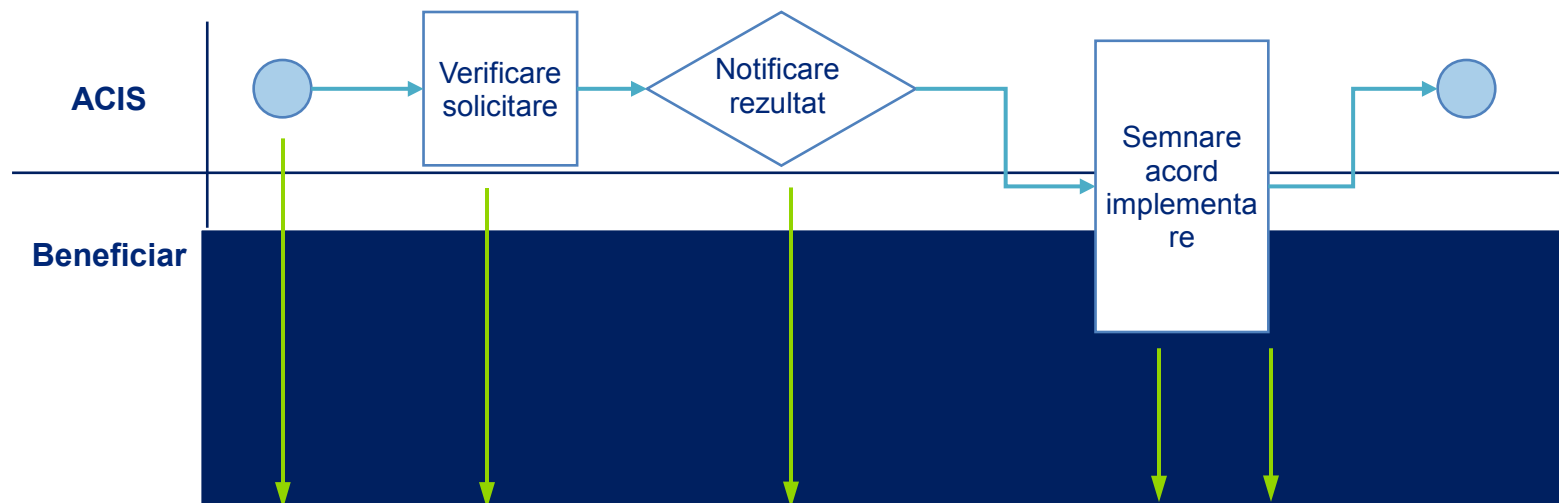 ACIS
Verificare
solicitare
Notificare
rezultat
Semnare
acord
implementa
re
Beneficiar